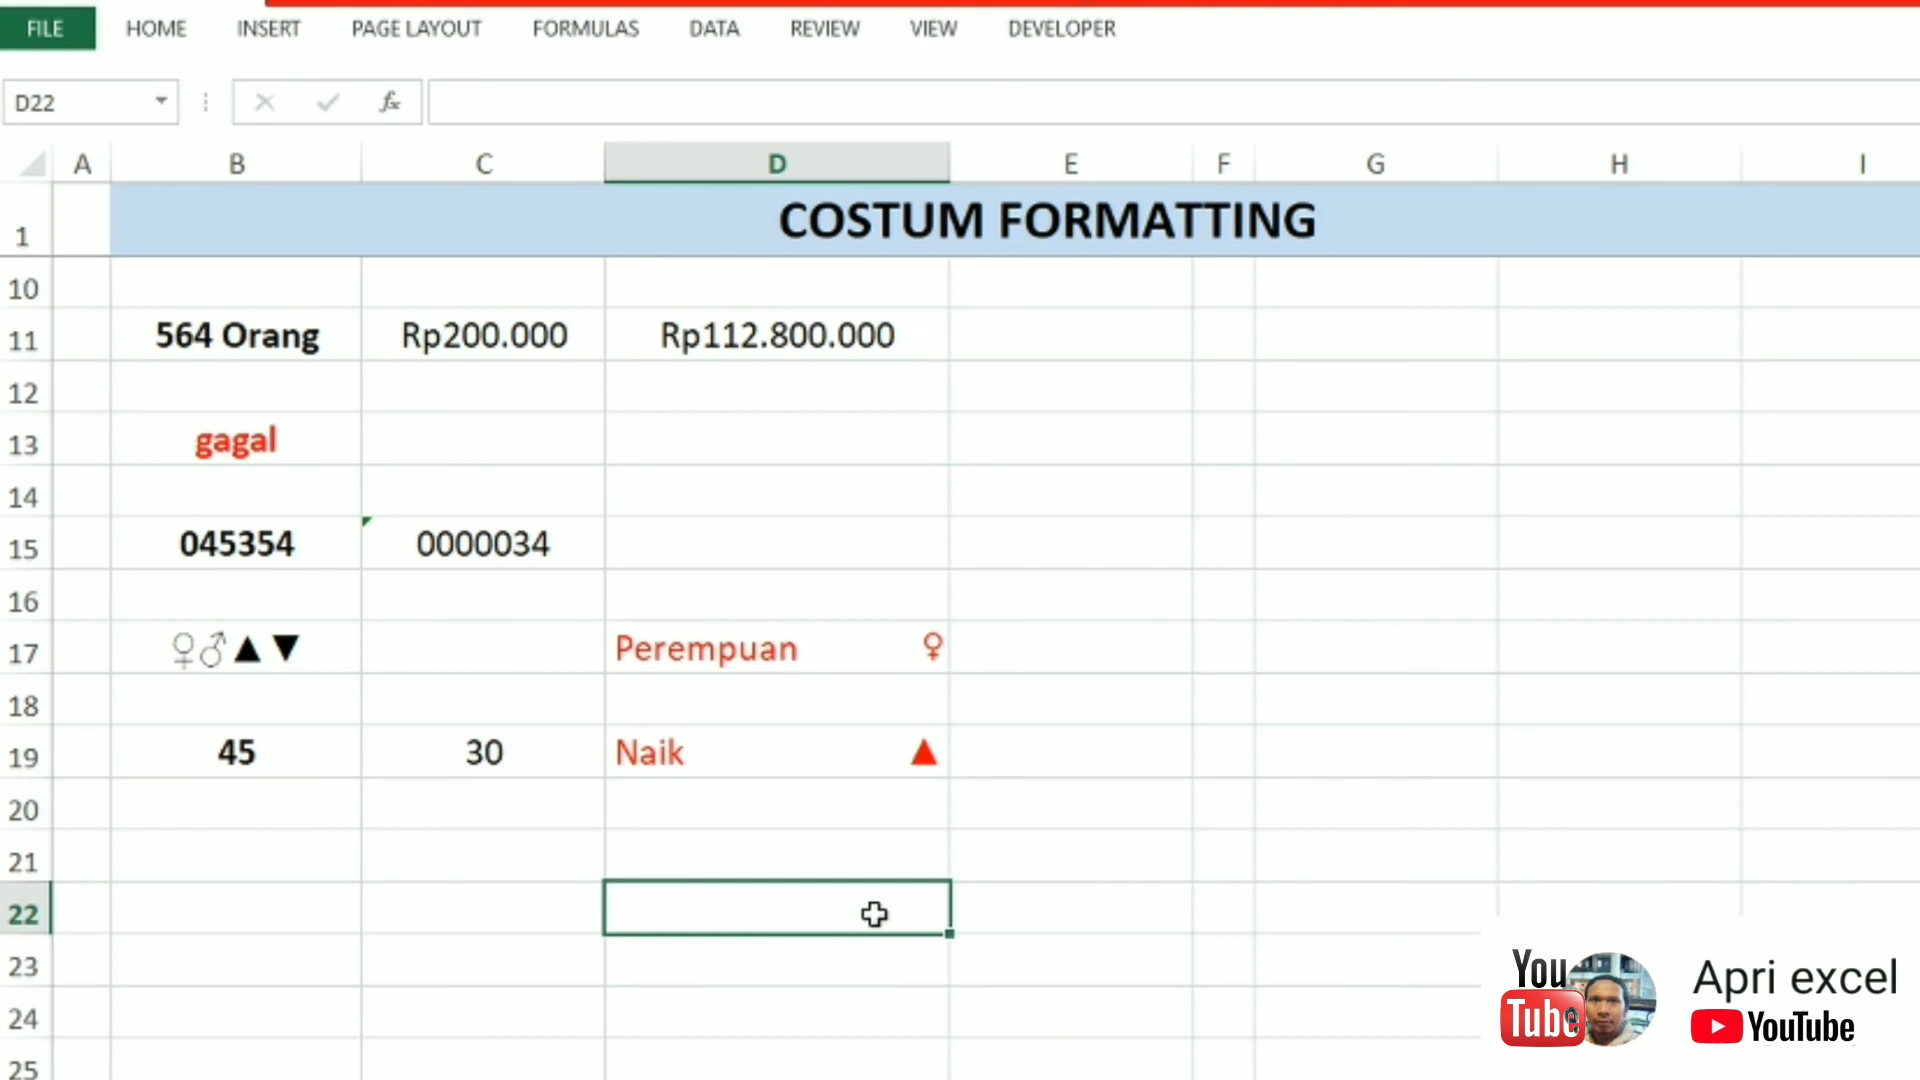 FILE HOME INSERT PAGE LAYOUT FORMULAS DATA REVIEW VIEW DEVELOPER
D22 fx
A B C D E F G H I
1 COSTUM FORMATTING
10
11 564 Orang Rp200.000 Rp112.800.000
12
13 gagal
14
15 045354 0000034
16
17 ♀♂▲▼ Perempuan ♀
18
19 45 30 Naik ▲
20
21
22
23
24
25
You
Tube
Apri excel
YouTube